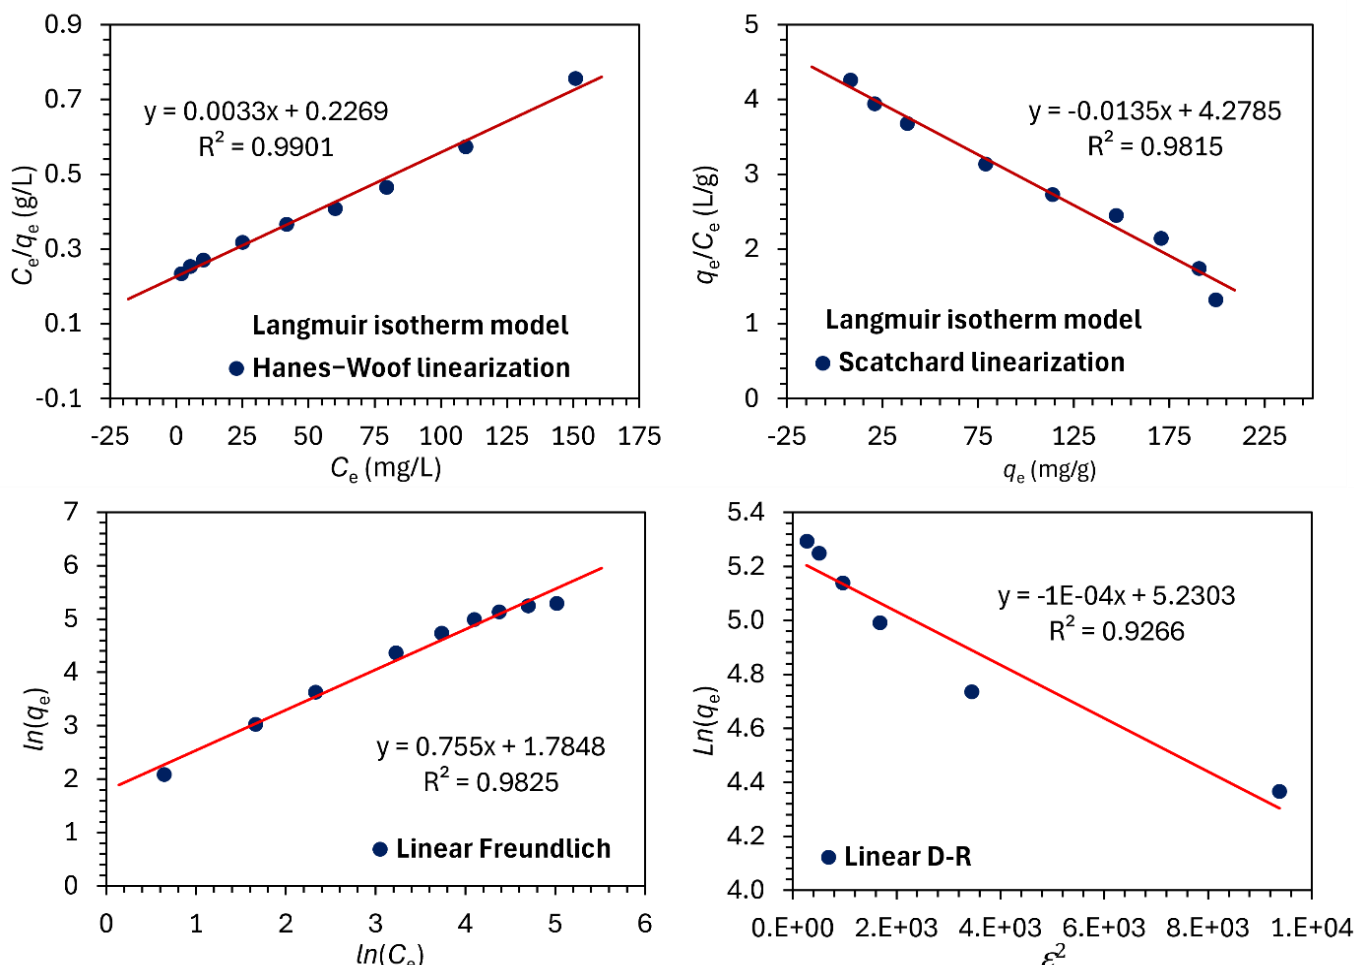 0.9
0.7
0.5
0.3
0.1
-0.1
Ce/qe (g/L)
y = 0.0033x + 0.2269
R² = 0.9901
Langmuir isotherm model
Hanes−Woof linearization
-25 0 25 50 75 100 125 150 175
Ce (mg/L)
5
4
3
2
1
0
qe/Ce (L/g)
y = -0.0135x + 4.2785
R² = 0.9815
Langmuir isotherm model
Scatchard linearization
-25 25 75 125 175 225
qe (mg/g)
7
6
5
4
3
2
1
0
ln(qe)
y = 0.755x + 1.7848
R² = 0.9825
Linear Freundlich
0 1 2 3 4 5 6
ln(Ce)
5.4
5.2
5.0
4.8
4.6
4.4
4.2
4.0
Ln(qe)
y = -1E-04x + 5.2303
R² = 0.9266
Linear D-R
0.E+00 2.E+03 4.E+03 6.E+03 8.E+03 1.E+04
ε²